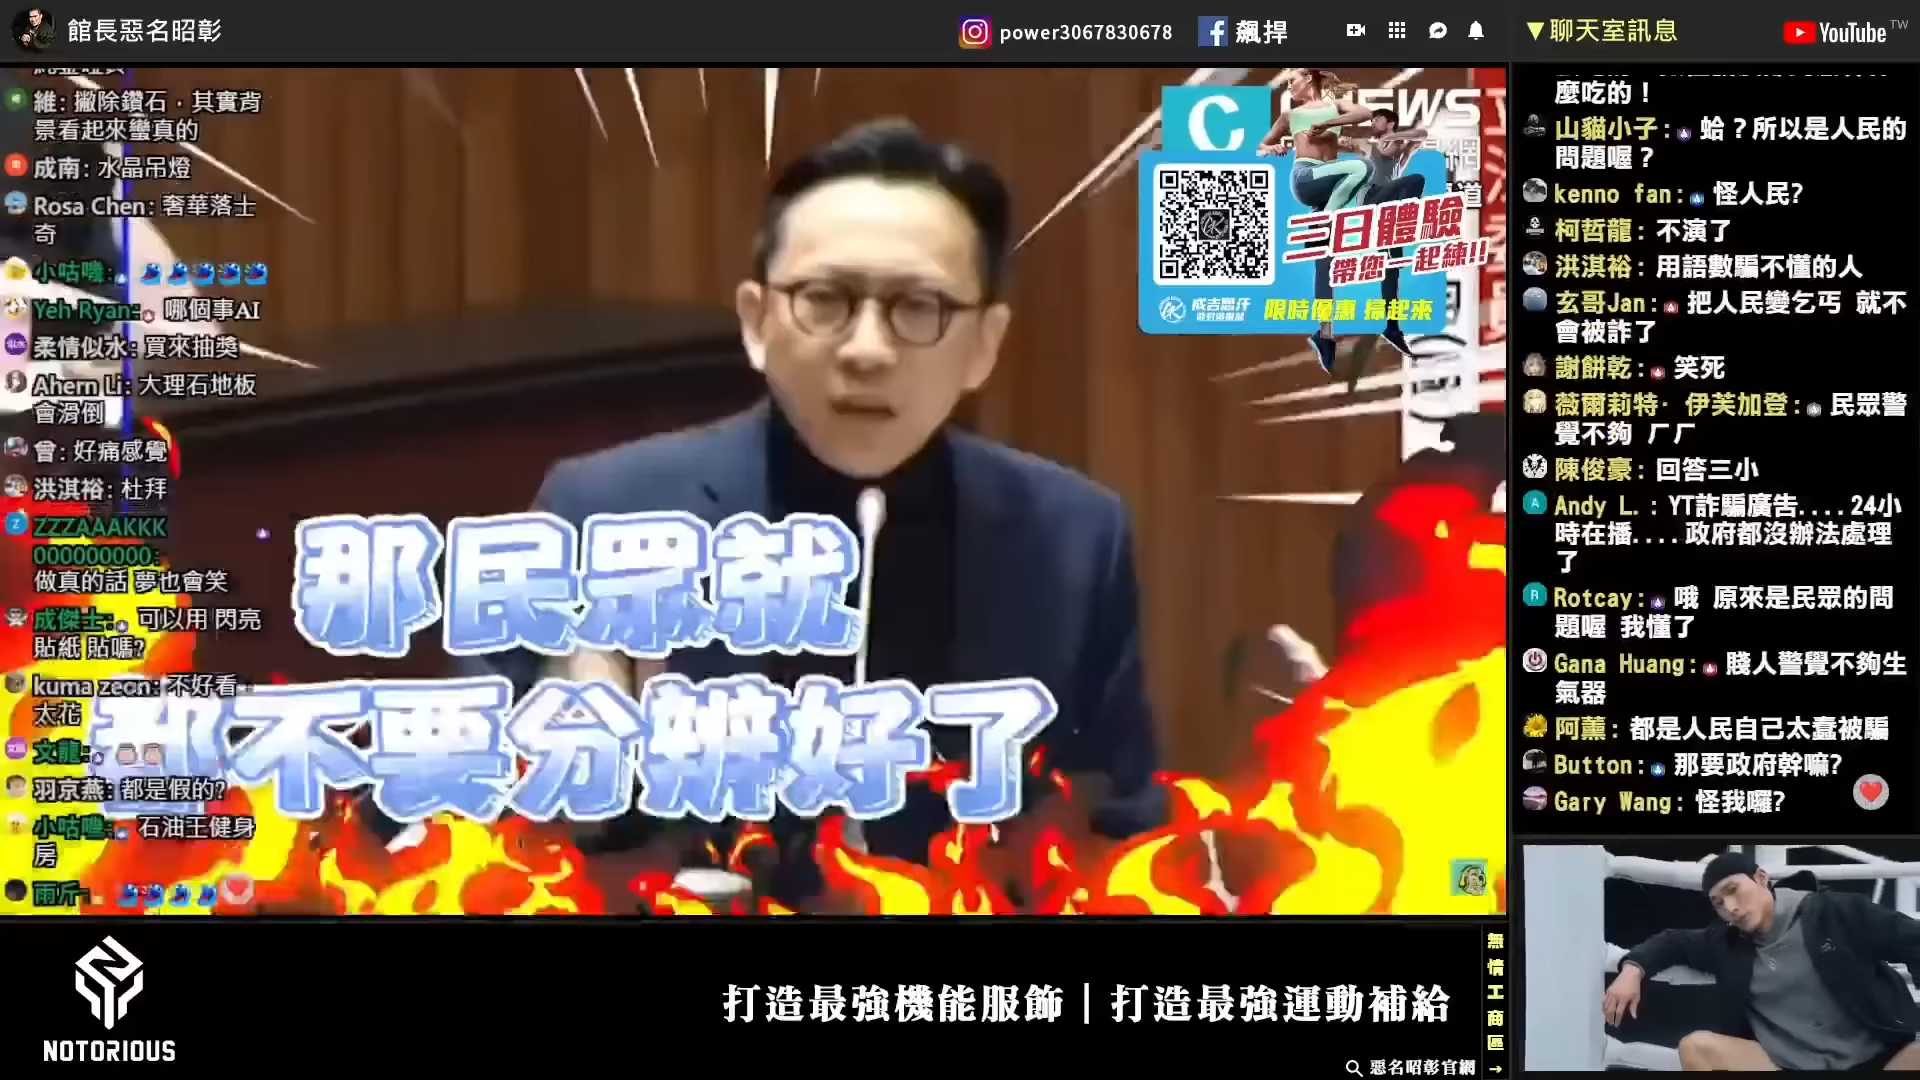 館長惡名昭彰
power3067830678
飆捍
▼聊天室訊息
YouTube TW
維: 撇除鑽石，其實背
景看起來蠻真的
成南: 水晶吊燈
Rosa Chen: 奢華落士
奇
小咕嘰:
Yeh Ryan: 哪個事AI
柔情似水: 買來抽獎
Ahern Li: 大理石地板
會滑倒
曾: 好痛感覺
洪淇裕: 杜拜
ZZZAAAKKK
000000000:
做真的話 夢也會笑
成傑士: 可以用 閃亮
貼紙 貼嗎?
kuma zeon: 不好看
太花
文龍:
羽京燕: 都是假的?
小咕嘰: 石油王健身
房
雨斤
C
NEWS
三日體驗
帶您一起練!!
成吉思汗
限時優惠 掃起來
那民眾就
都不要分辨好了
麼吃的！
山貓小子: 蛤？所以是人民的
問題喔？
kenno fan: 怪人民?
柯哲龍: 不演了
洪淇裕: 用語數騙不懂的人
玄哥Jan: 把人民變乞丐 就不
會被詐了
謝餅乾: 笑死
薇爾莉特· 伊芙加登: 民眾警
覺不夠 ㄏㄏ
陳俊豪: 回答三小
Andy L.: YT詐騙廣告....24小
時在播....政府都沒辦法處理
了
Rotcay: 哦 原來是民眾的問
題喔 我懂了
Gana Huang: 賤人警覺不夠生
氣器
阿薰: 都是人民自己太蠢被騙
Button: 那要政府幹嘛?
Gary Wang: 怪我囉?
NOTORIOUS
打造最強機能服飾｜打造最強運動補給
惡名昭彰官網
無情工商區→